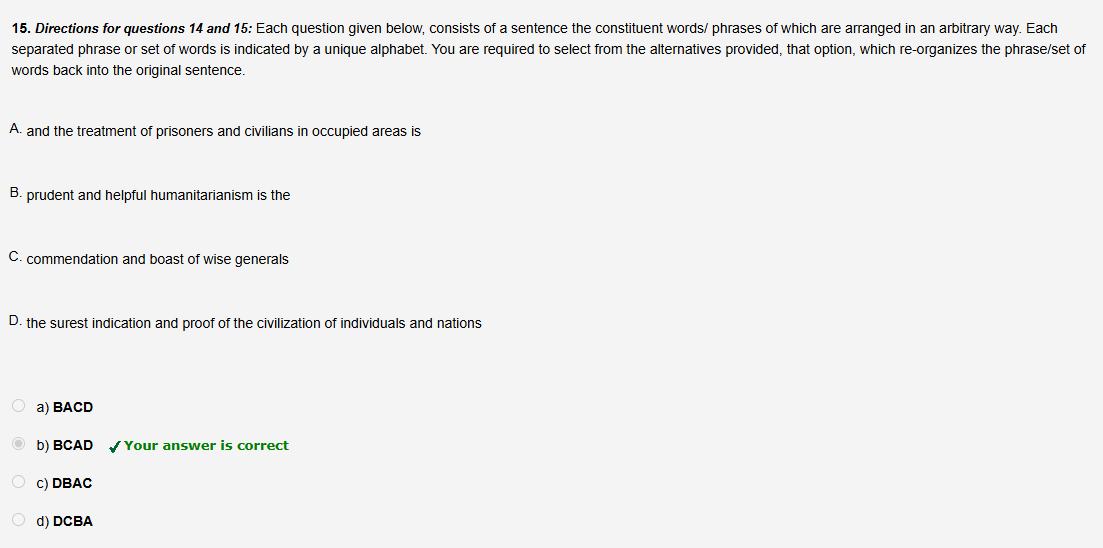 15. Directions for questions 14 and 15: Each question given below, consists of a sentence the constituent words/ phrases of which are arranged in an arbitrary way. Each
separated phrase or set of words is indicated by a unique alphabet. You are required to select from the alternatives provided, that option, which re-organizes the phrase/set of
words back into the original sentence.
A. and the treatment of prisoners and civilians in occupied areas is
B. prudent and helpful humanitarianism is the
C. commendation and boast of wise generals
D. the surest indication and proof of the civilization of individuals and nations
a) BACD
b) BCAD ✓Your answer is correct
c) DBAC
d) DCBA